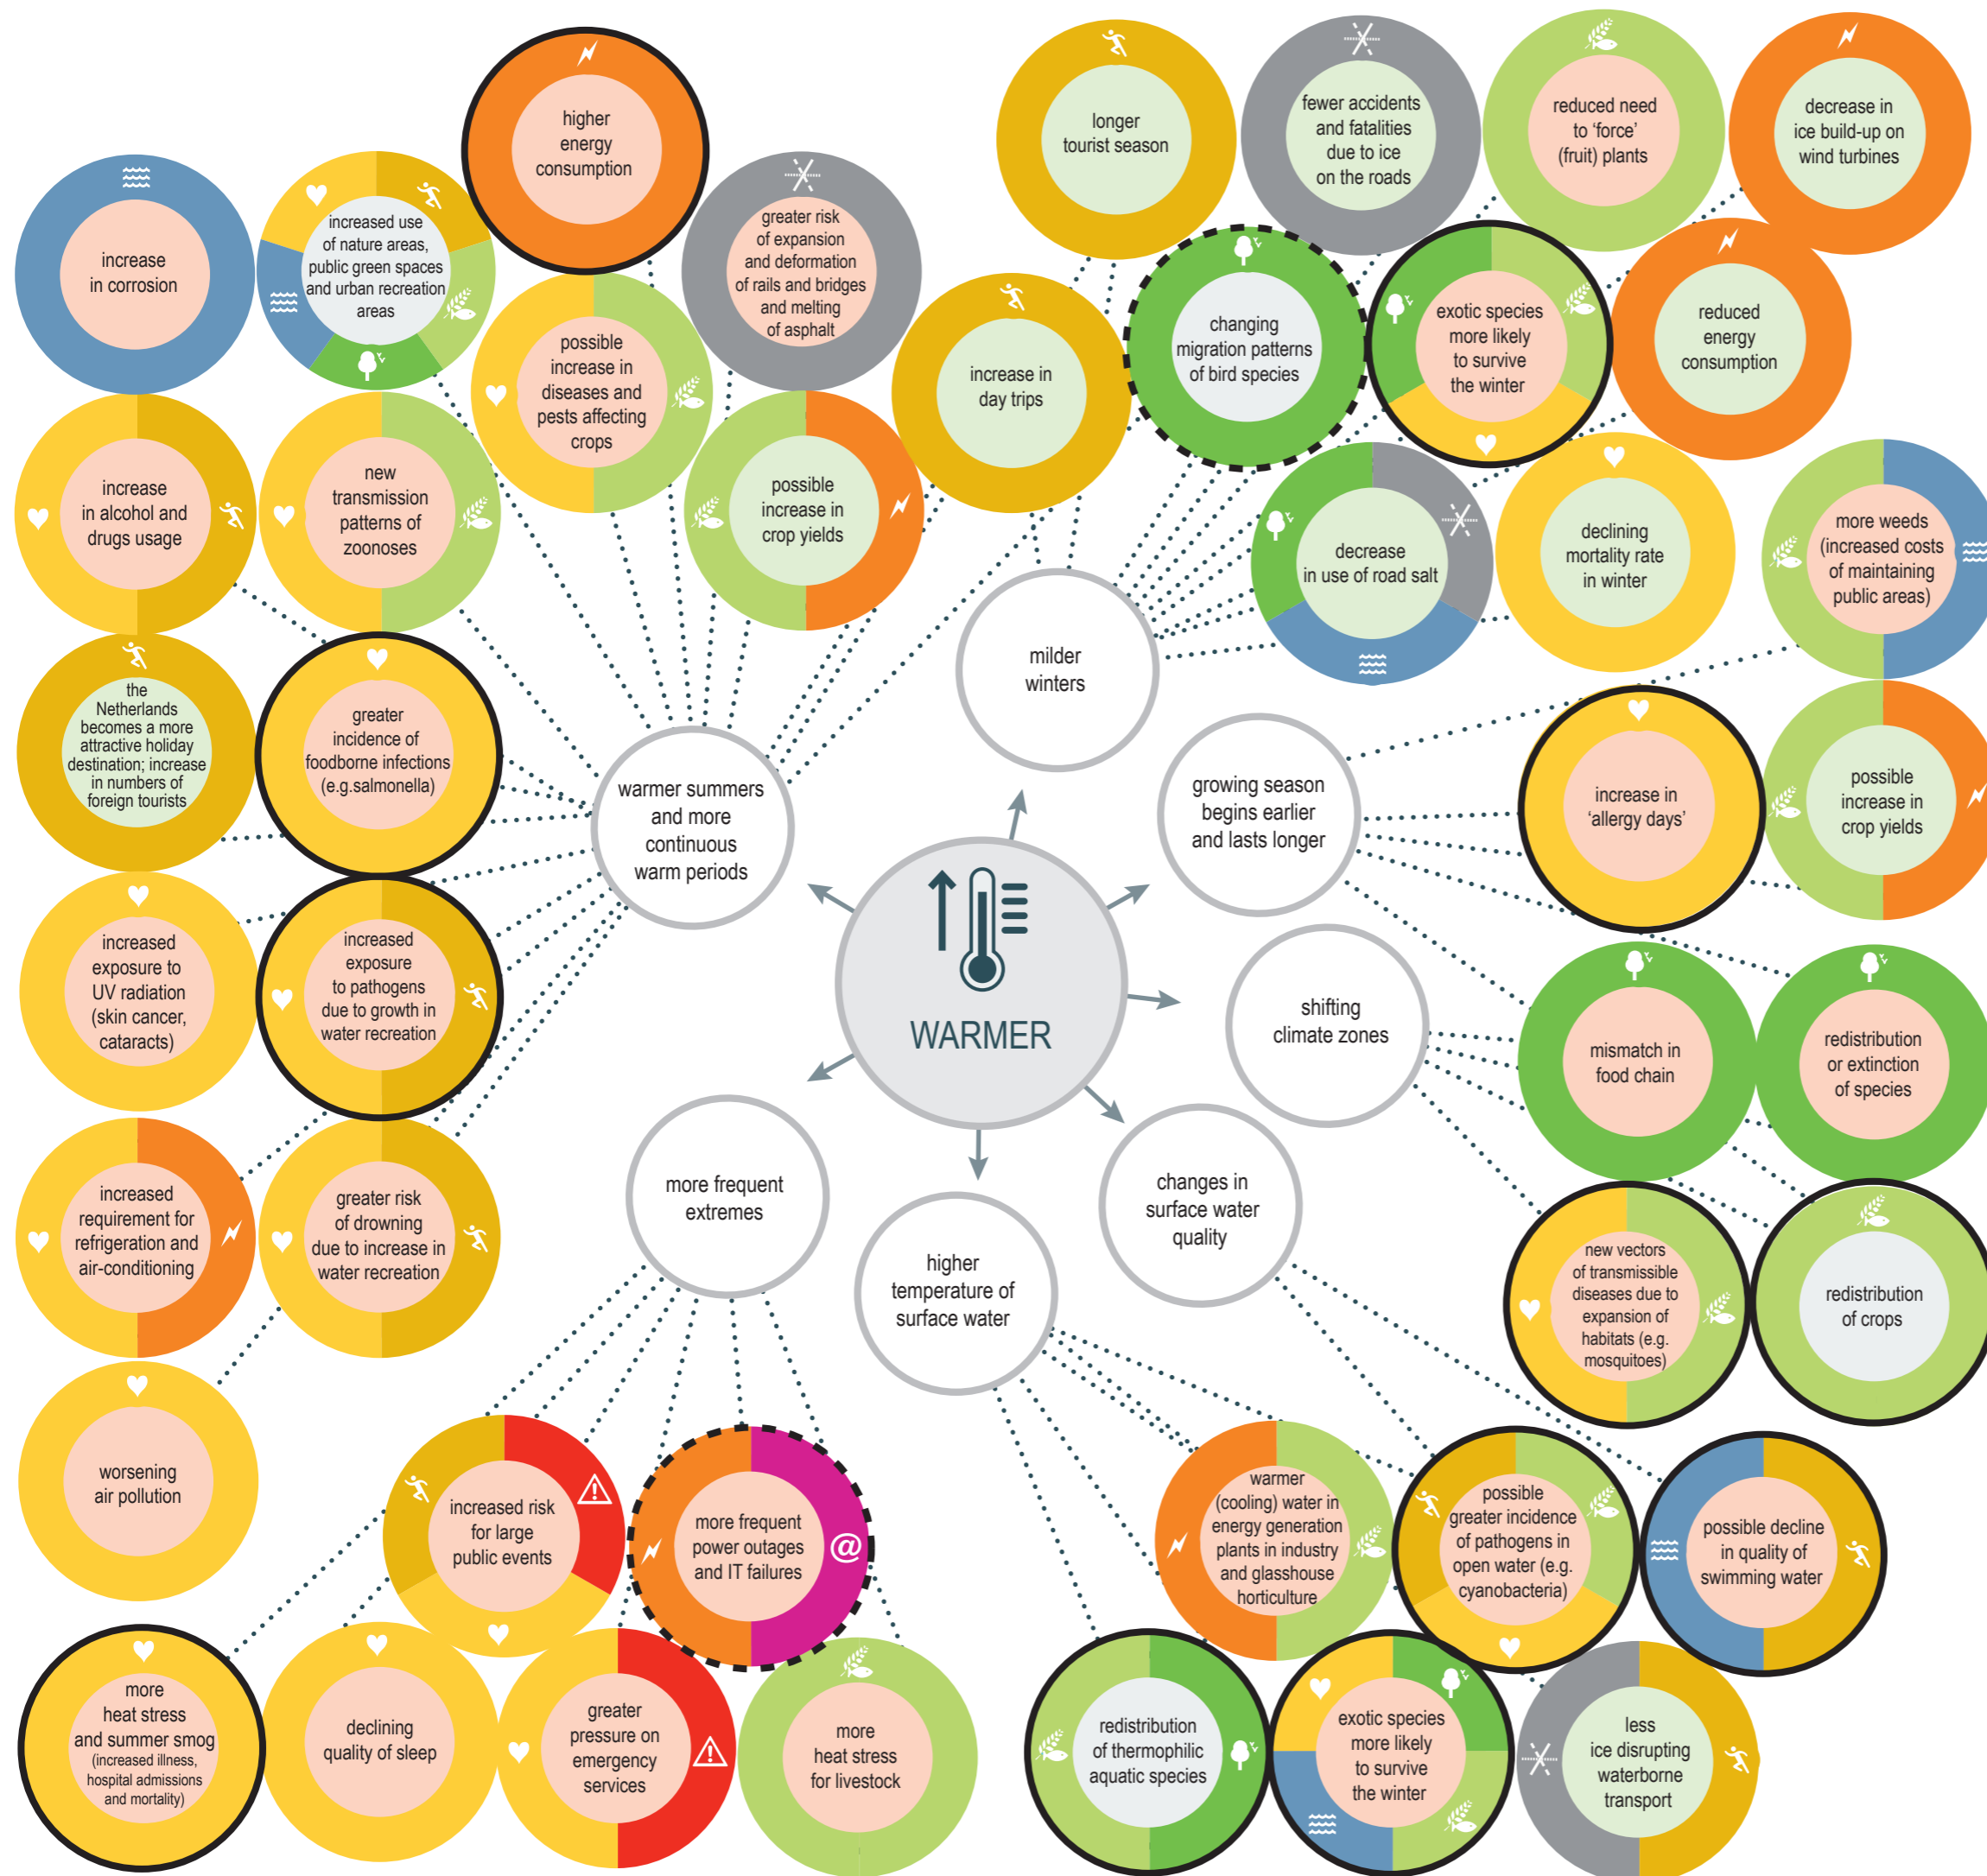 higher
energy
consumption
longer
tourist season
fewer accidents
and fatalities
due to ice
on the roads
reduced need
to ‘force’
(fruit) plants
decrease in
ice build-up on
wind turbines
increase
in corrosion
increased use
of nature areas,
public green spaces
and urban recreation
areas
greater risk
of expansion
and deformation
of rails and bridges
and melting
of asphalt
possible
increase in
diseases and
pests affecting
crops
increase in
day trips
changing
migration patterns
of bird species
exotic species
more likely
to survive
the winter
reduced
energy
consumption
increase
in alcohol and
drugs usage
new
transmission
patterns of
zoonoses
possible
increase in
crop yields
decrease
in use of road salt
declining
mortality rate
in winter
more weeds
(increased costs
of maintaining
public areas)
milder
winters
the
Netherlands
becomes a more
attractive holiday
destination; increase
in numbers of
foreign tourists
greater
incidence of
foodborne infections
(e.g.salmonella)
warmer summers
and more
continuous
warm periods
growing season
begins earlier
and lasts longer
increase in
‘allergy days’
possible
increase in
crop yields
increased
exposure to
UV radiation
(skin cancer,
cataracts)
increased
exposure
to pathogens
due to growth in
water recreation
WARMER
shifting
climate zones
mismatch in
food chain
redistribution
or extinction
of species
increased
requirement for
refrigeration and
air-conditioning
greater risk
of drowning
due to increase in
water recreation
more frequent
extremes
higher
temperature of
surface water
changes in
surface water
quality
new vectors
of transmissible
diseases due to
expansion of
habitats (e.g.
mosquitoes)
redistribution
of crops
worsening
air pollution
increased risk
for large
public events
more frequent
power outages
and IT failures
@
warmer
(cooling) water in
energy generation
plants in industry
and glasshouse
horticulture
possible
greater incidence
of pathogens in
open water (e.g.
cyanobacteria)
possible decline
in quality of
swimming water
more
heat stress
and summer smog
(increased illness,
hospital admissions
and mortality)
declining
quality of sleep
greater
pressure on
emergency
services
more
heat stress
for livestock
redistribution
of thermophilic
aquatic species
exotic species
more likely
to survive
the winter
less
ice disrupting
waterborne
transport